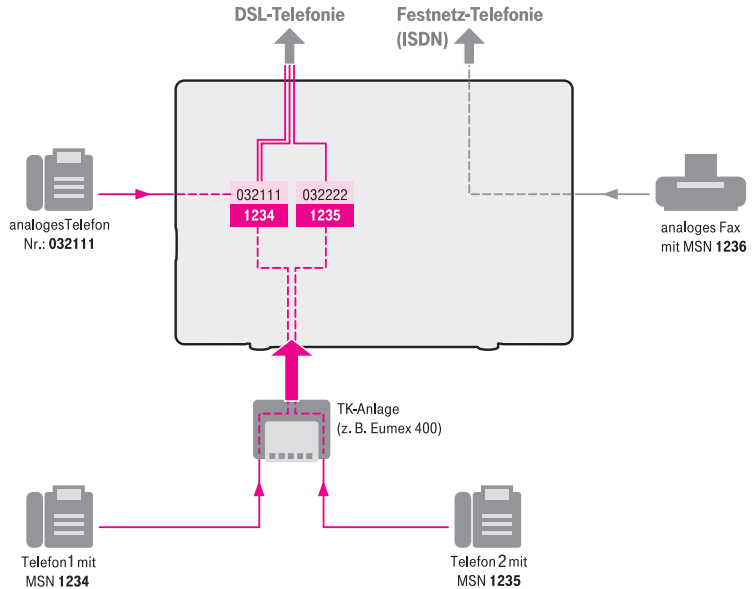 DSL-Telefonie
Festnetz-Telefonie
(ISDN)
032111
032222
1234
1235
analogesTelefon
Nr.: 032111
analoges Fax
mit MSN 1236
TK-Anlage
(z. B. Eumex 400)
Telefon1 mit
MSN 1234
Telefon 2 mit
MSN 1235